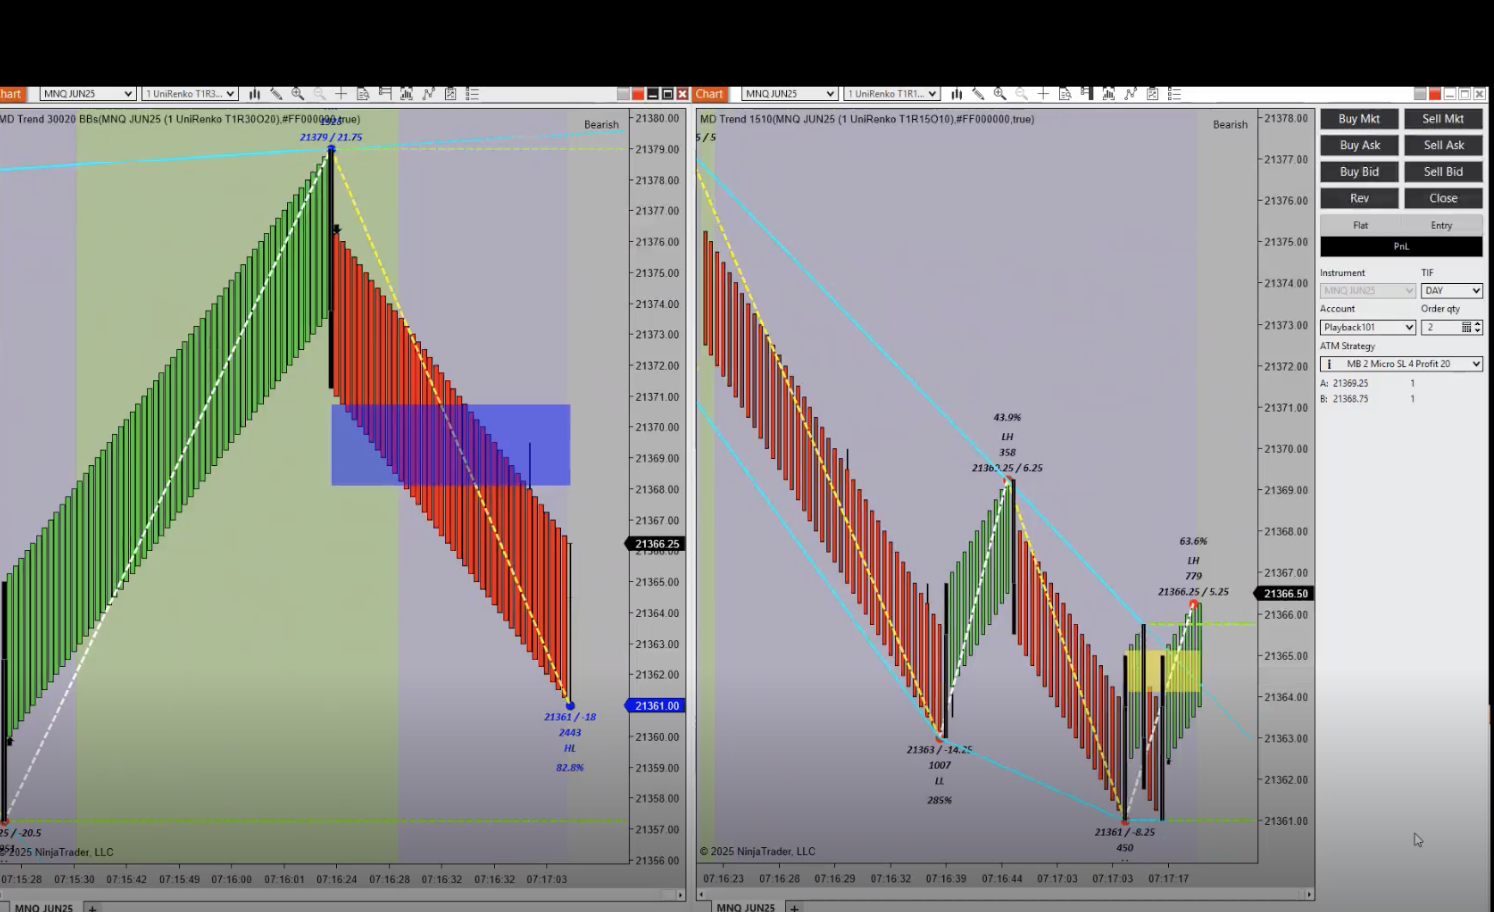 Chart
MNQ JUN25
1 UniRenko T1R3...
Chart
MNQ JUN25
1 UniRenko T1R1...
MD Trend 30020 BBs(MNQ JUN25 (1 UniRenko T1R30O20),#FF000000,true)
Bearish
21379 / 21.75
21380.00
21379.00
21378.00
21377.00
21376.00
21375.00
21374.00
21373.00
21372.00
21371.00
21370.00
21369.00
21368.00
21367.00
21366.25
21366.00
21365.00
21364.00
21363.00
21362.00
21361.00
21360.00
21359.00
21358.00
21357.00
21356.00
21361 / -18
2443
HL
82.8%
25 / -20.5
© 2025 NinjaTrader, LLC
07:15:28
07:15:30
07:15:42
07:15:49
07:16:00
07:16:01
07:16:24
07:16:32
07:16:32
07:17:03
MNQ JUN25
+
MD Trend 1510(MNQ JUN25 (1 UniRenko T1R15O10),#FF000000,true)
Bearish
5 / 5
43.9%
LH
358
21369.25 / 6.25
63.6%
LH
779
21366.25 / 5.25
21363 / -14.25
1007
LL
285%
21361 / -8.25
450
21378.00
21377.00
21376.00
21375.00
21374.00
21373.00
21372.00
21371.00
21370.00
21369.00
21368.00
21367.00
21366.50
21366.00
21365.00
21364.00
21363.00
21362.00
21361.00
© 2025 NinjaTrader, LLC
07:16:23
07:16:28
07:16:29
07:16:32
07:16:39
07:16:44
07:17:03
07:17:03
07:17:17
MNQ JUN25
+
Buy Mkt
Sell Mkt
Buy Ask
Sell Ask
Buy Bid
Sell Bid
Rev
Close
Flat
Entry
PnL
Instrument
TIF
MNQ JUN25
DAY
Account
Order qty
Playback101
2
ATM Strategy
i MB 2 Micro SL 4 Profit 20
A: 21369.25 1
B: 21368.75 1